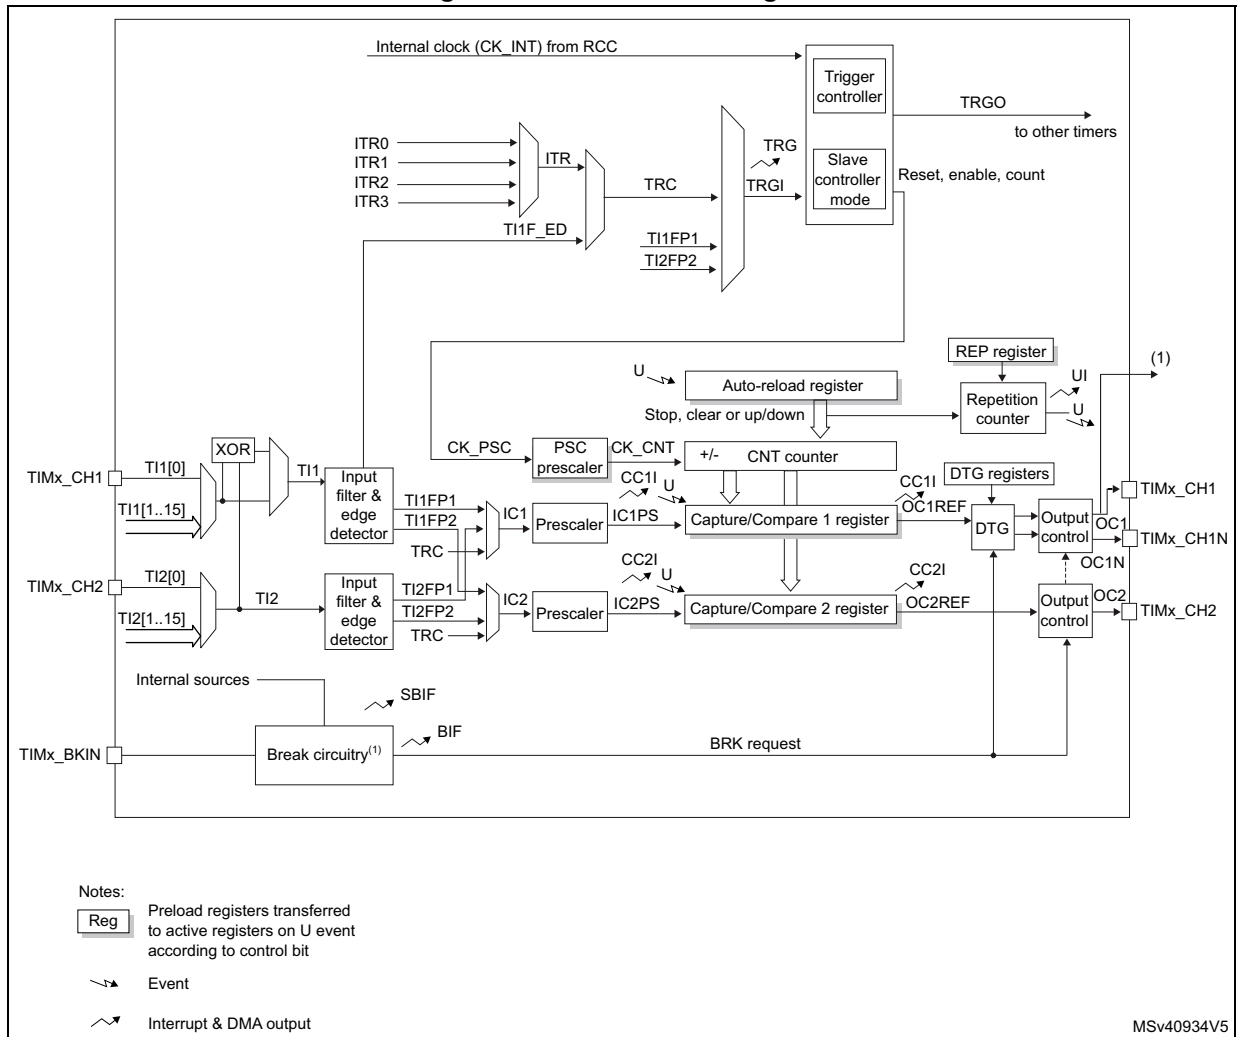 Internal clock (CK_INT) from RCC
Trigger
controller
TRGO
to other timers
ITR0
ITR1
ITR2
ITR3
ITR
TRC
TRG
TRGI
Slave
controller
mode
Reset, enable, count
TI1F_ED
TI1FP1
TI2FP2
REP register
(1)
U
Auto-reload register
UI
Repetition
counter
U
Stop, clear or up/down
XOR
CK_PSC
PSC
prescaler
CK_CNT
+/-
CNT counter
TIMx_CH1
TI1[0]
TI1
Input
filter &
edge
detector
TI1FP1
TI1FP2
TRC
IC1
Prescaler
IC1PS
CC1I
U
Capture/Compare 1 register
CC1I
OC1REF
DTG registers
DTG
Output
control
OC1
TIMx_CH1
TIMx_CH1N
OC1N
TI1[1..15]
TIMx_CH2
TI2[0]
TI2
Input
filter &
edge
detector
TI2FP1
TI2FP2
TRC
IC2
Prescaler
IC2PS
CC2I
U
Capture/Compare 2 register
CC2I
OC2REF
Output
control
OC2
TIMx_CH2
TI2[1..15]
Internal sources
SBIF
TIMx_BKIN
Break circuitry(1)
BIF
BRK request
Notes:
Reg
Preload registers transferred
to active registers on U event
according to control bit
Event
Interrupt & DMA output
MSv40934V5